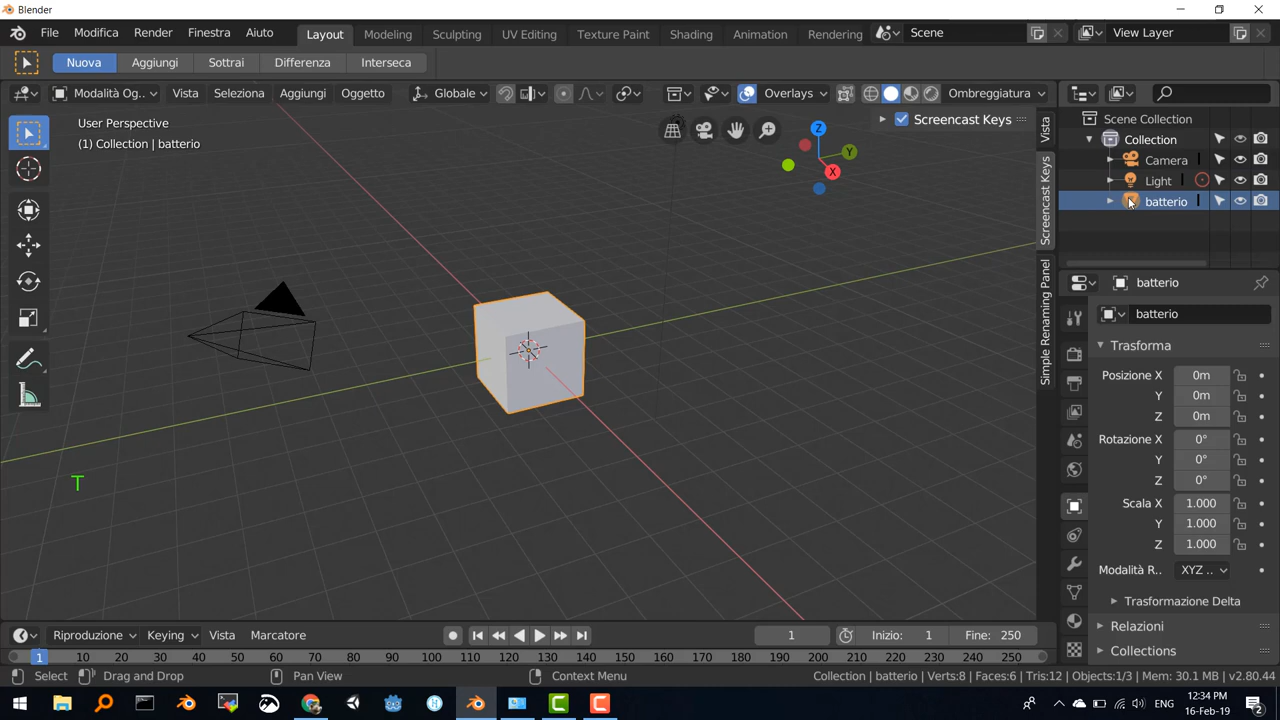 Blender
File Modifica Render Finestra Aiuto Layout Modeling Sculpting UV Editing Texture Paint Shading Animation Rendering Scene View Layer
Nuova Aggiungi Sottrai Differenza Interseca
Modalità Og.. Vista Seleziona Aggiungi Oggetto Globale Overlays Ombreggiatura
User Perspective
(1) Collection | batterio
Screencast Keys
Z
Y
X
Vista
Screencast Keys
Simple Renaming Panel
T
Scene Collection
Collection
Camera
Light
batterio
batterio
batterio
Trasforma
Posizione X 0m
Y 0m
Z 0m
Rotazione X 0°
Y 0°
Z 0°
Scala X 1.000
Y 1.000
Z 1.000
Modalità R.. XYZ ..
Trasformazione Delta
Relazioni
Collections
Riproduzione Keying Vista Marcatore 1 Inizio: 1 Fine: 250
1 10 20 30 40 50 60 70 80 90 100 110 120 130 140 150 160 170 180 190 200 210 220 230 240 250
Select Drag and Drop Pan View Context Menu Collection | batterio | Verts:8 | Faces:6 | Tris:12 | Objects:1/3 | Mem: 30.1 MB | v2.80.44
ENG
12:34 PM
16-Feb-19
2